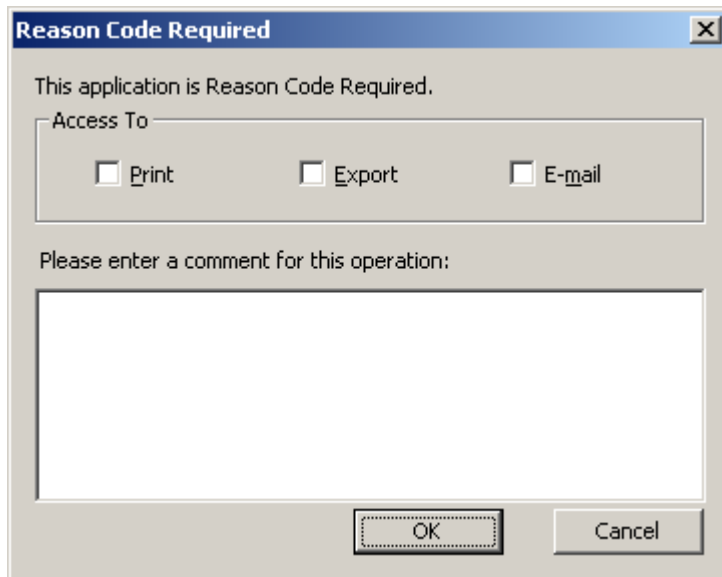 Reason Code Required
This application is Reason Code Required.
Access To
Print Export E-mail
Please enter a comment for this operation:
OK Cancel